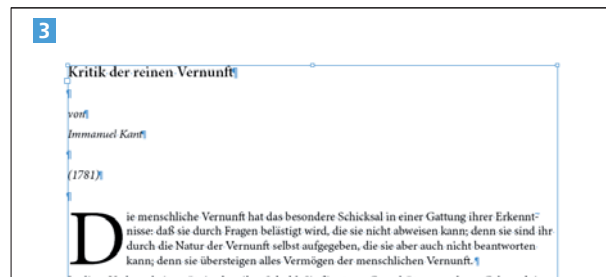 3
Kritik der reinen Vernunft¶
¶
von¶
Immanuel Kant¶
¶
(1781)¶
¶
Die menschliche Vernunft hat das besondere Schicksal in einer Gattung ihrer Erkennt-
nisse: daß sie durch Fragen belästigt wird, die sie nicht abweisen kann; denn sie sind ihr
durch die Natur der Vernunft selbst aufgegeben, die sie aber auch nicht beantworten
kann; denn sie übersteigen alles Vermögen der menschlichen Vernunft.¶